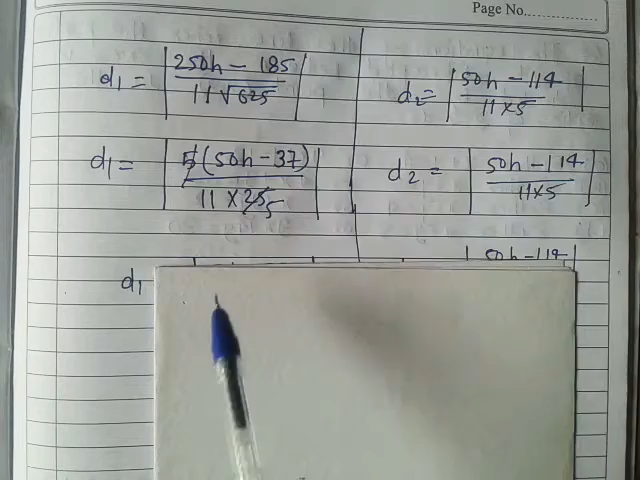 Page No.
d1 = |250h - 185 / 11√625|
d2 = |50h - 114 / 11×5|
d1 = |5(50h - 37) / 11 × 25 5|
d2 = |50h - 114 / 11×5|
d1
|50h - 114|